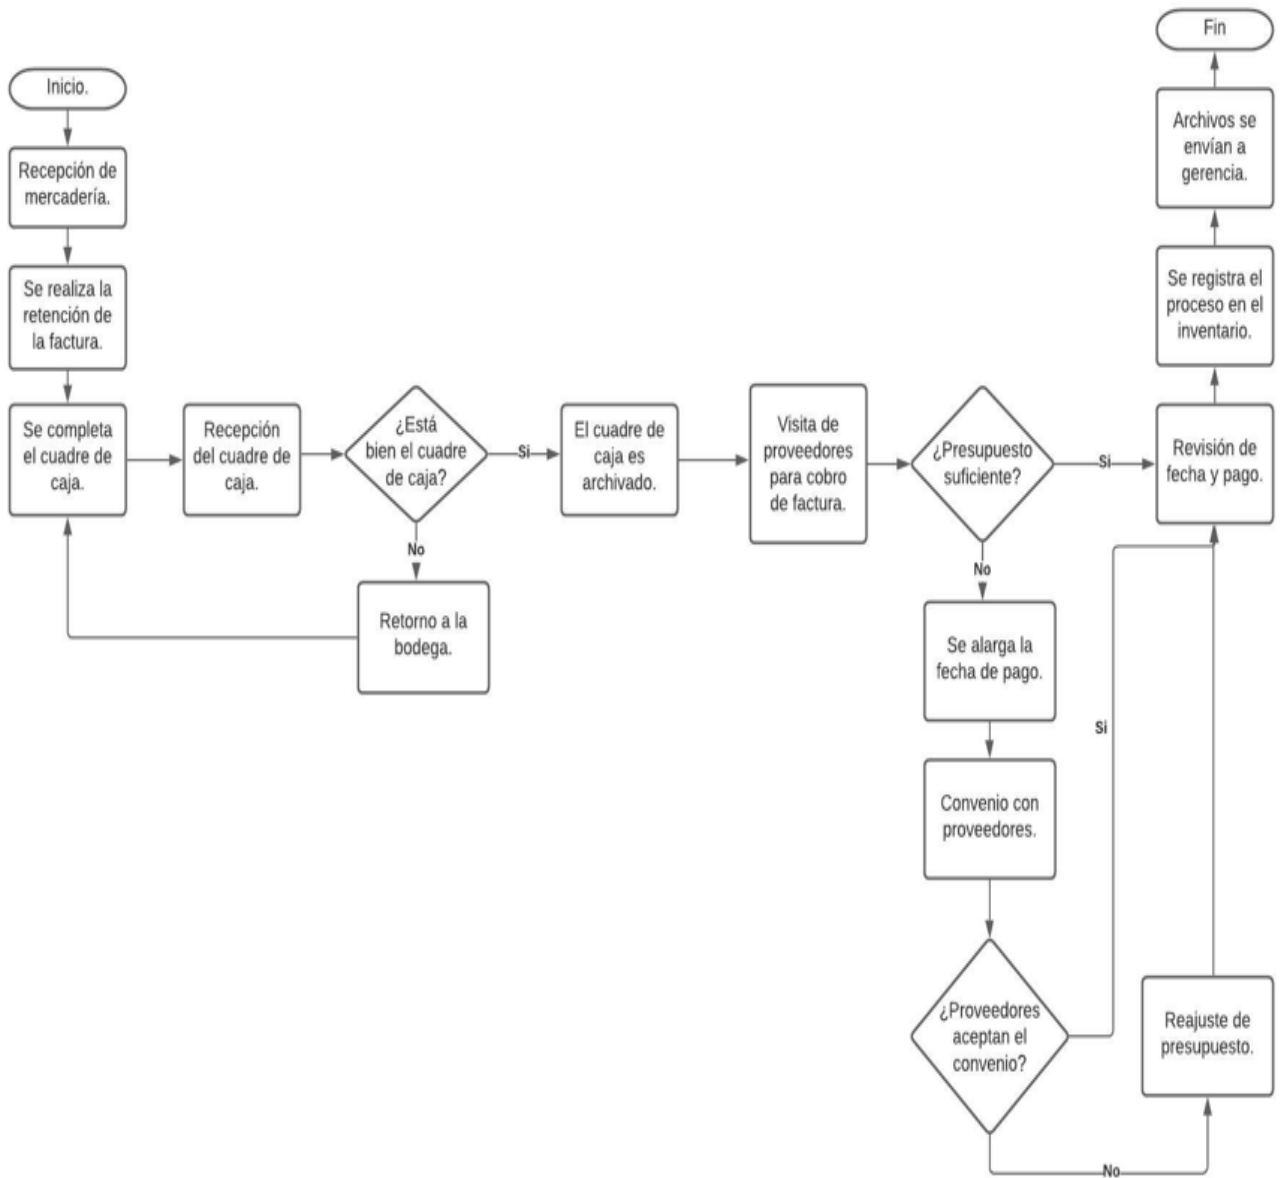 Inicio.
Recepción de
mercadería.
Se realiza la
retención de
la factura.
Se completa
el cuadre de
caja.
Recepción
del cuadre de
caja.
¿Está
bien el cuadre
de caja?
No
Retorno a la
bodega.
Si
El cuadre de
caja es
archivado.
Visita de
proveedores
para cobro
de factura.
¿Presupuesto
suficiente?
No
Se alarga la
fecha de pago.
Convenio con
proveedores.
¿Proveedores
aceptan el
convenio?
No
Reajuste de
presupuesto.
Si
Si
Revisión de
fecha y pago.
Se registra el
proceso en el
inventario.
Archivos se
envían a
gerencia.
Fin